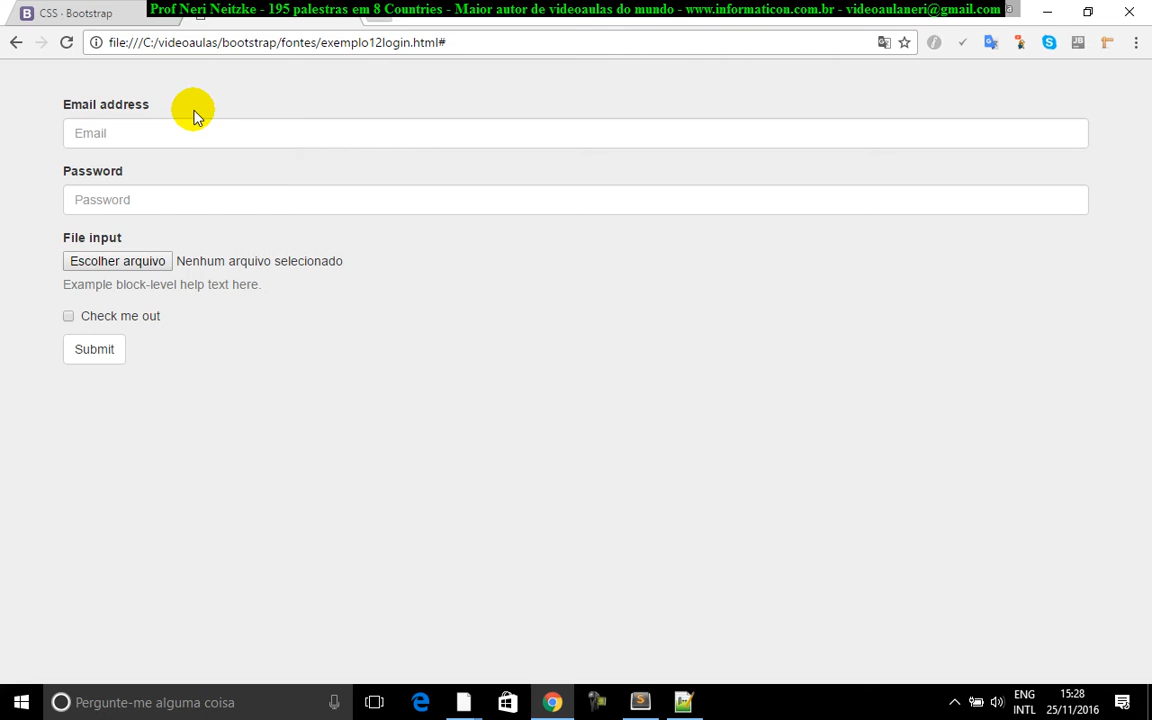 CSS · Bootstrap
Prof Neri Neitzke - 195 palestras em 8 Countries - Maior autor de videoaulas do mundo - www.informaticon.com.br - videoaulaneri@gmail.com
file:///C:/videoaulas/bootstrap/fontes/exemplo12login.html#
Email address
Email
Password
Password
File input
Escolher arquivo Nenhum arquivo selecionado
Example block-level help text here.
Check me out
Submit
Pergunte-me alguma coisa
ENG 15:28
INTL 25/11/2016